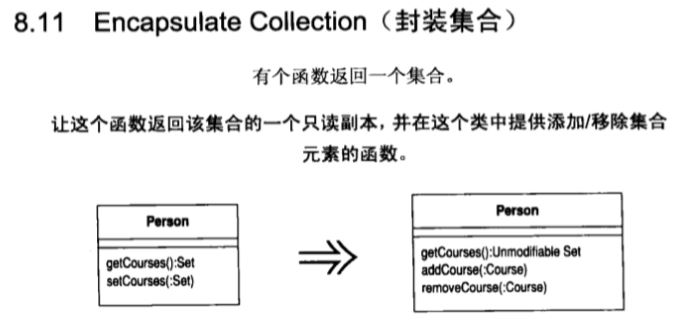 8.11 Encapsulate Collection（封装集合）
有个函数返回一个集合。
让这个函数返回该集合的一个只读副本，并在这个类中提供添加/移除集合
元素的函数。
Person
getCourses():Set
setCourses(:Set)
Person
getCourses():Unmodifiable Set
addCourse(:Course)
removeCourse(:Course)